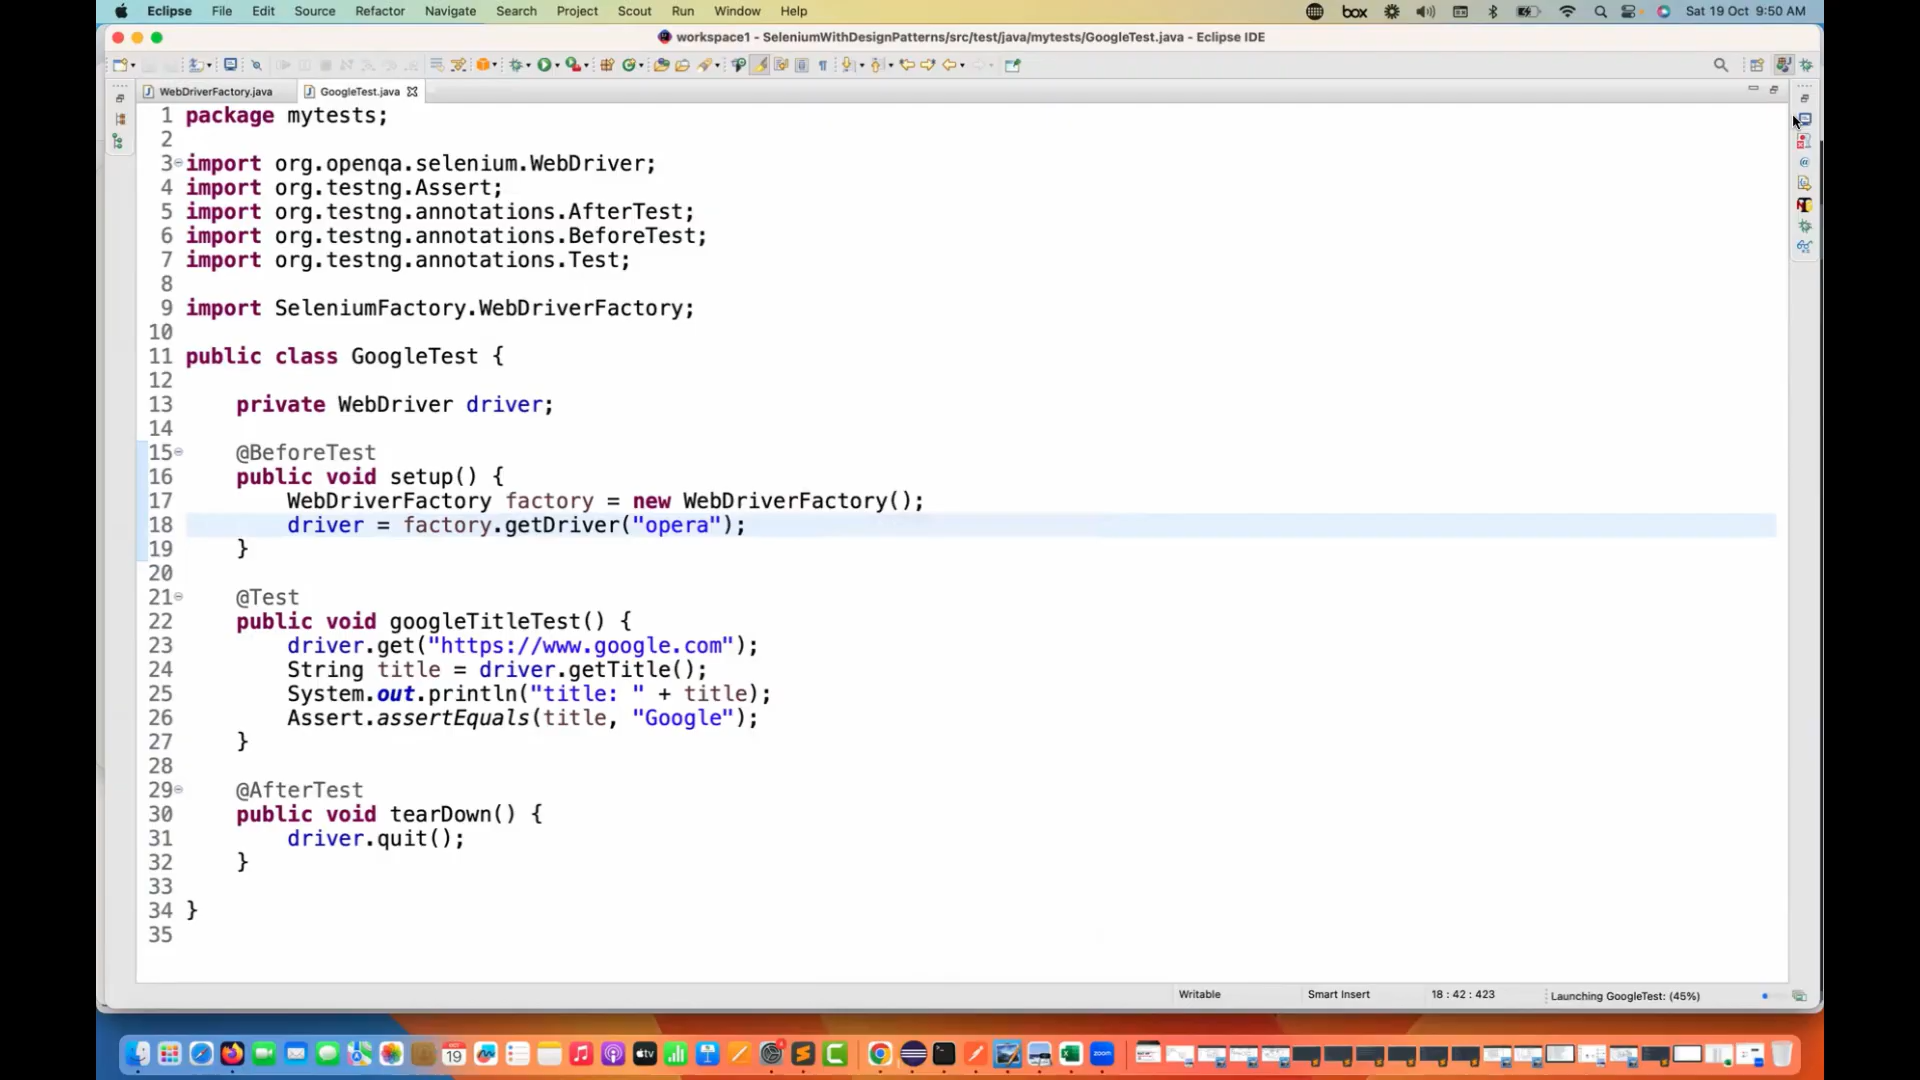 Eclipse File Edit Source Refactor Navigate Search Project Scout Run Window Help box Sat 19 Oct 9:50 AM
workspace1 - SeleniumWithDesignPatterns/src/test/java/mytests/GoogleTest.java - Eclipse IDE
WebDriverFactory.java GoogleTest.java
1 package mytests;
2
3 import org.openqa.selenium.WebDriver;
4 import org.testng.Assert;
5 import org.testng.annotations.AfterTest;
6 import org.testng.annotations.BeforeTest;
7 import org.testng.annotations.Test;
8
9 import SeleniumFactory.WebDriverFactory;
10
11 public class GoogleTest {
12
13 private WebDriver driver;
14
15 @BeforeTest
16 public void setup() {
17 WebDriverFactory factory = new WebDriverFactory();
18 driver = factory.getDriver("opera");
19 }
20
21 @Test
22 public void googleTitleTest() {
23 driver.get("https://www.google.com");
24 String title = driver.getTitle();
25 System.out.println("title: " + title);
26 Assert.assertEquals(title, "Google");
27 }
28
29 @AfterTest
30 public void tearDown() {
31 driver.quit();
32 }
33
34 }
35
Writable Smart Insert 18 : 42 : 423 Launching GoogleTest: (45%)